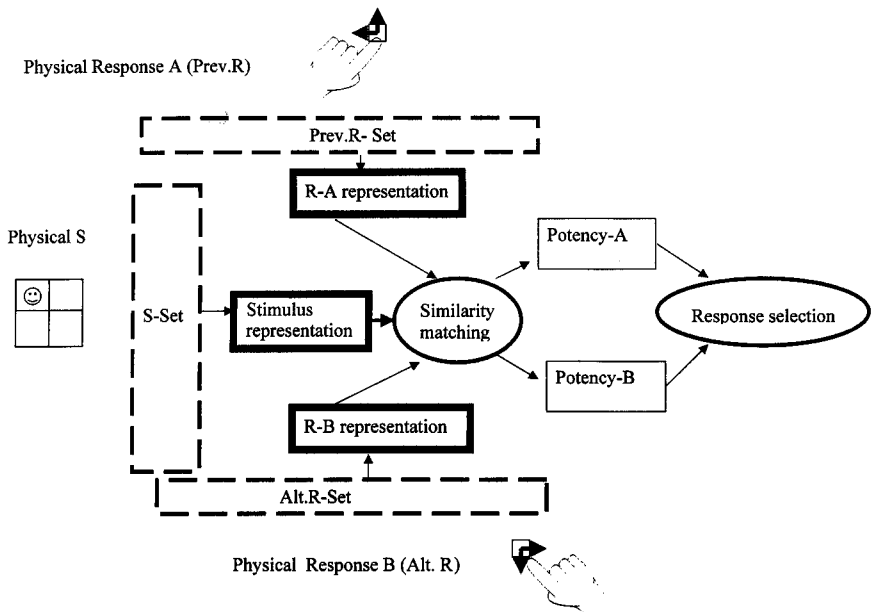 Physical Response A (Prev.R)
Prev.R- Set
R-A representation
Physical S
S-Set
Stimulus
representation
Similarity
matching
Potency-A
Response selection
Potency-B
R-B representation
Alt.R-Set
Physical Response B (Alt. R)